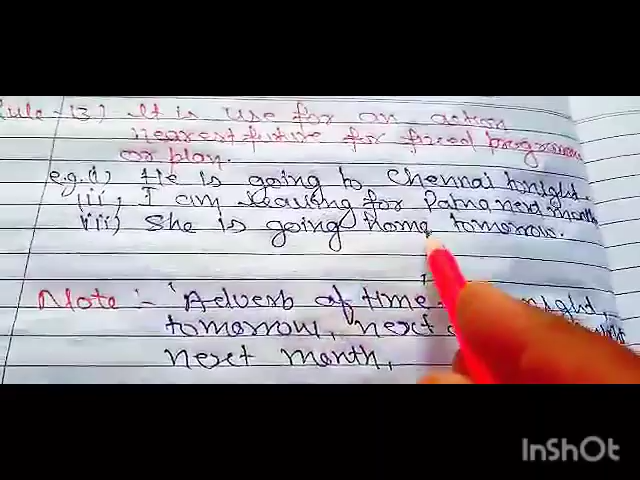 Rule-(3) It is use for an action
nearest future for fixed programme
or plan.
e.g.(i) He is going to Chennai tonight.
(ii) I am leaving for Patna next month
(iii) She is going home tomorrow.
Note :- 'Adverb of time
tomorrow, next
next month,
InShOt